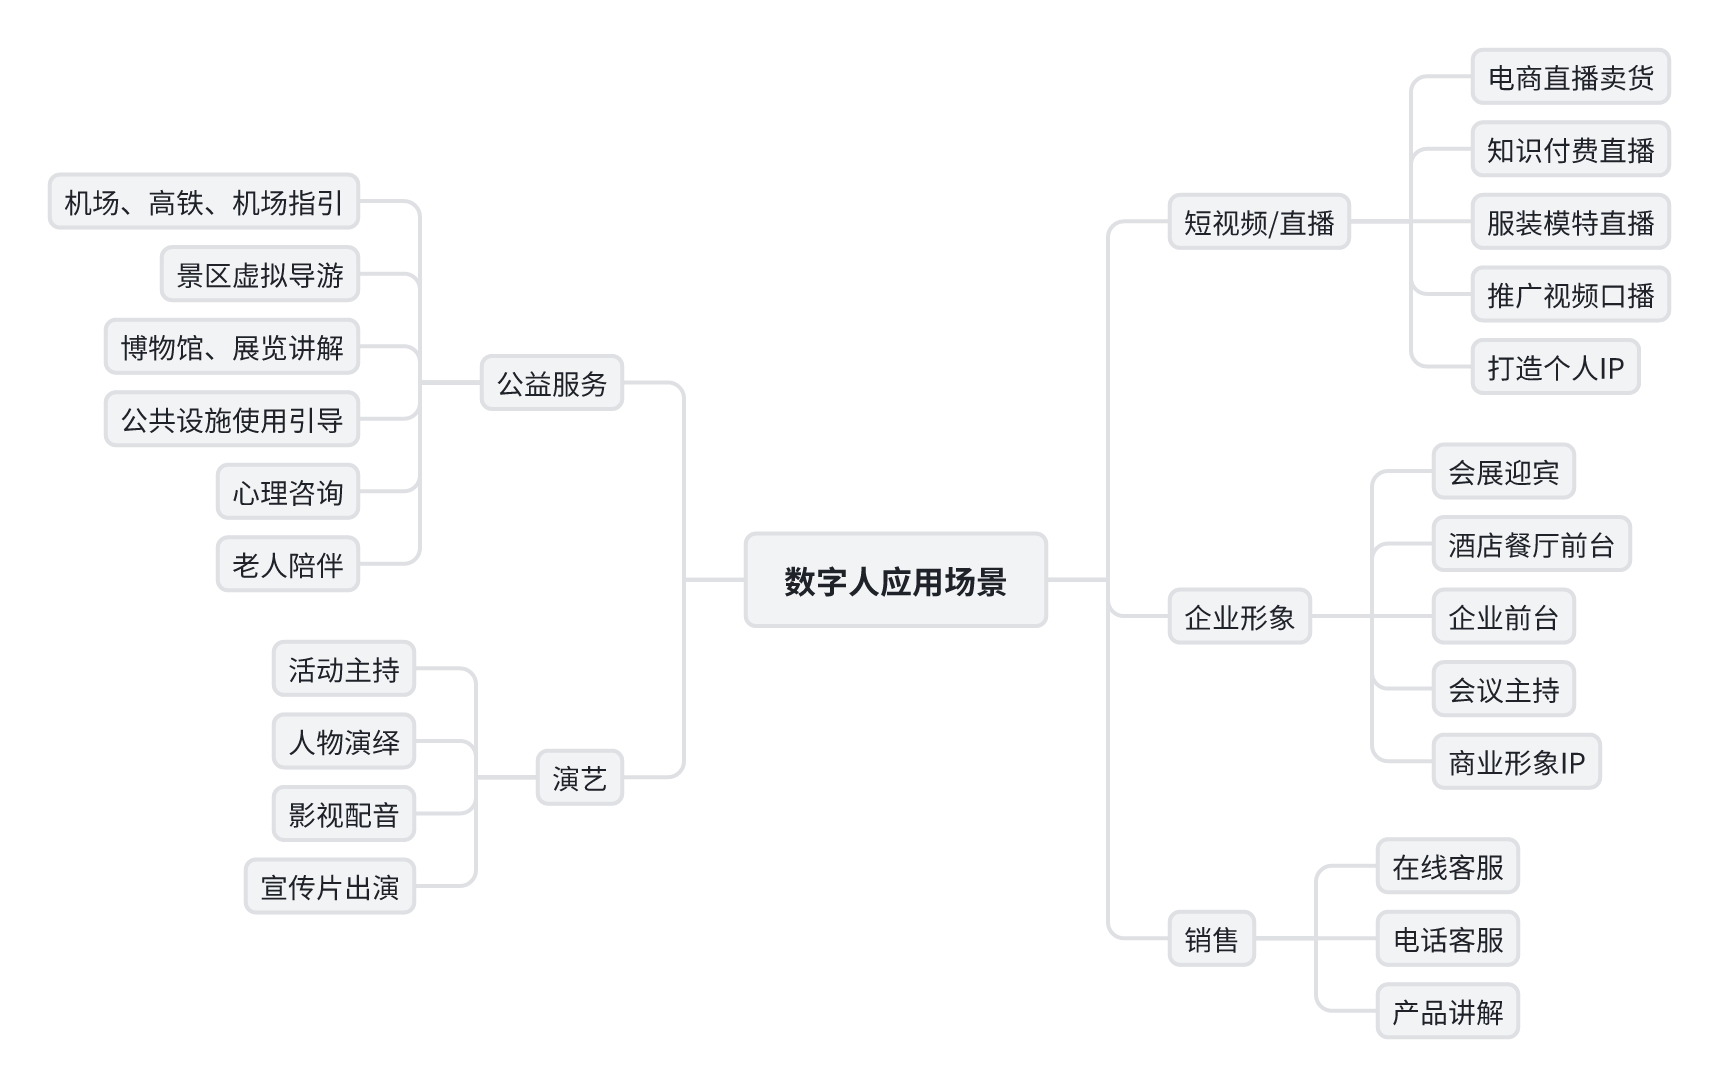 数字人应用场景
短视频/直播
电商直播卖货
知识付费直播
服装模特直播
推广视频口播
打造个人IP
企业形象
会展迎宾
酒店餐厅前台
企业前台
会议主持
商业形象IP
销售
在线客服
电话客服
产品讲解
公益服务
机场、高铁、机场指引
景区虚拟导游
博物馆、展览讲解
公共设施使用引导
心理咨询
老人陪伴
演艺
活动主持
人物演绎
影视配音
宣传片出演